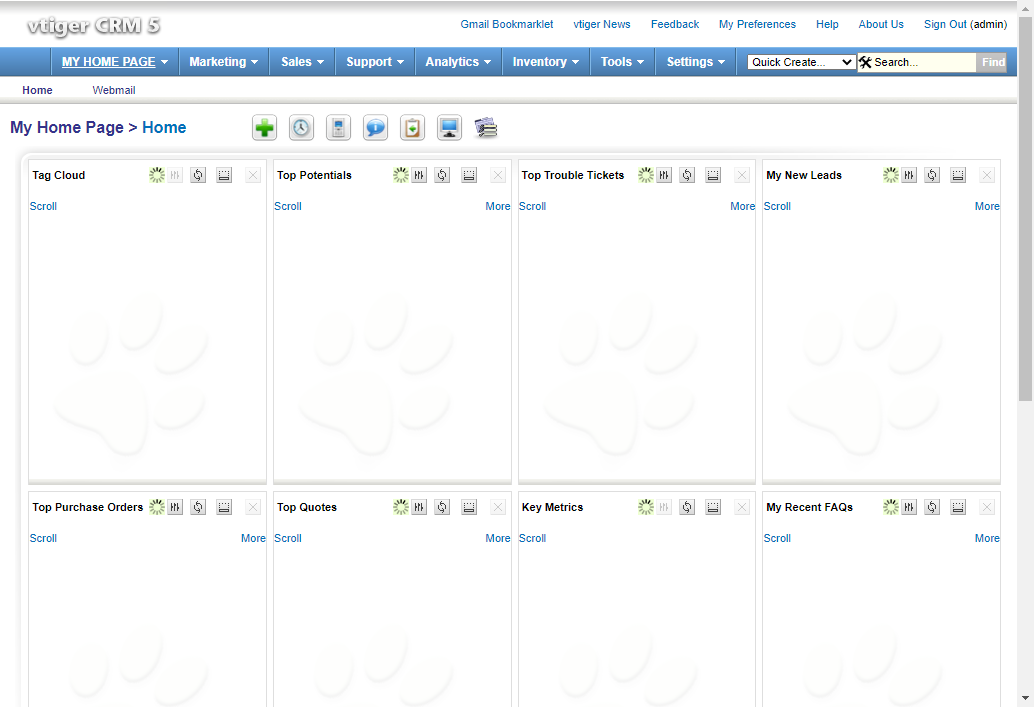 vtiger CRM 5
Gmail Bookmarklet vtiger News Feedback My Preferences Help About Us Sign Out (admin)
MY HOME PAGE Marketing Sales Support Analytics Inventory Tools Settings Quick Create... Search... Find
Home Webmail
My Home Page > Home
Tag Cloud Top Potentials Top Trouble Tickets My New Leads
Scroll Scroll More Scroll More Scroll More
Top Purchase Orders Top Quotes Key Metrics My Recent FAQs
Scroll More Scroll More Scroll Scroll More